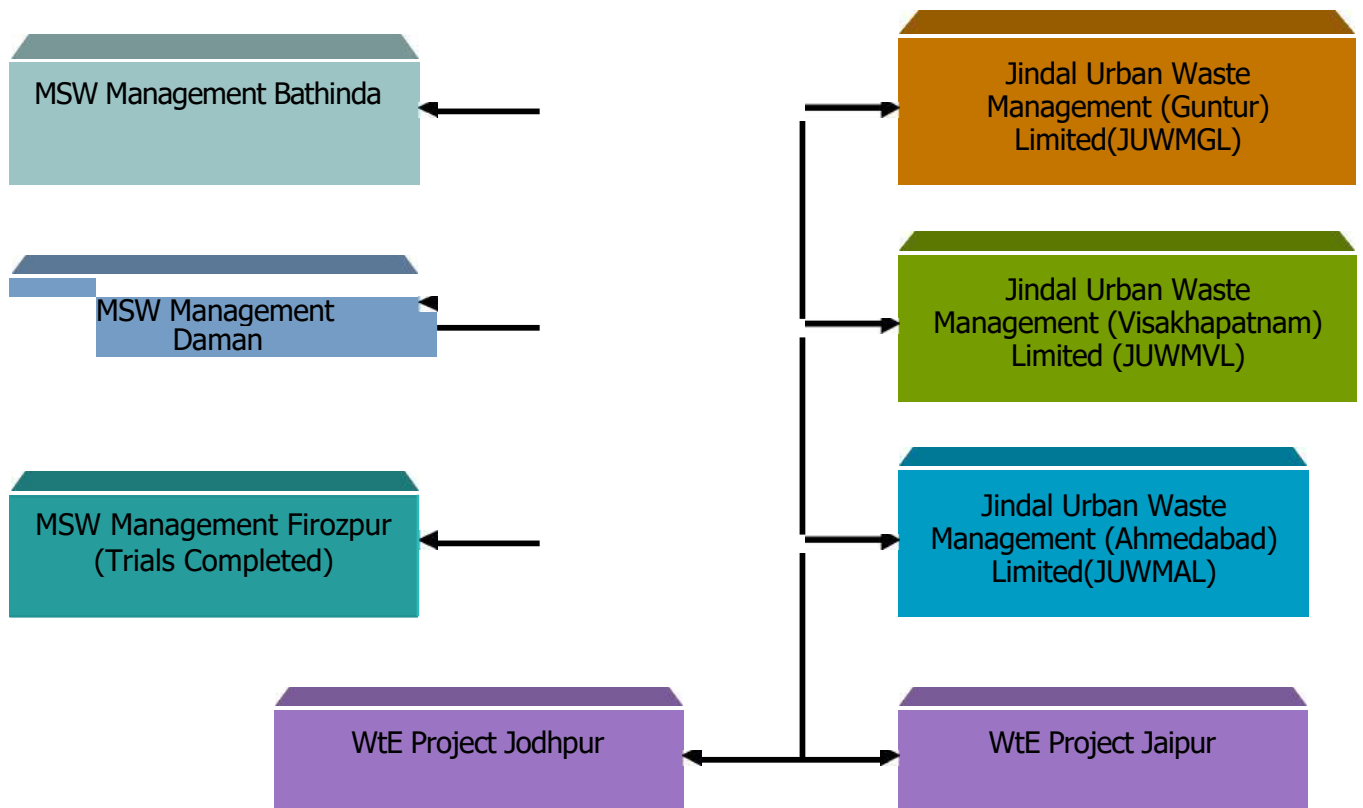 MSW Management Bathinda
Jindal Urban Waste
Management (Guntur)
Limited(JUWMGL)
MSW Management
Daman
Jindal Urban Waste
Management (Visakhapatnam)
Limited (JUWMVL)
MSW Management Firozpur
(Trials Completed)
Jindal Urban Waste
Management (Ahmedabad)
Limited(JUWMAL)
WtE Project Jodhpur
WtE Project Jaipur